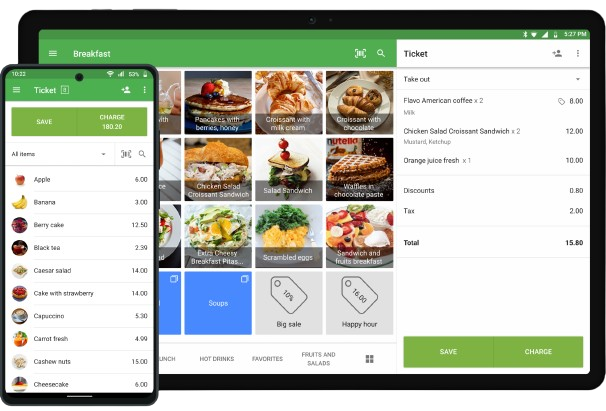 5:27 PM
Breakfast
Ticket
Take out
Flavo American coffee x 2
8.00
Milk
Chicken Salad Croissant Sandwich x 2
12.00
Mustard, Ketchup
Orange juice fresh x 1
10.00
Discounts
0.80
Tax
2.00
Total
15.80
SAVE
CHARGE
Pancakes with
berries, honey
Croissant with
milk cream
Croissant with
chocolate
Chicken Salad
Croissant Sandwich
Salad Sandwich
nutella
Waffles in
chocolate paste
Extra Cheesy
Breakfast Pitas...
Scrambled eggs
Sandwich and
fruits breakfast
Soups
10%
Big sale
16.00
Happy hour
UNCH
HOT DRINKS
FAVORITES
FRUITS AND
SALADS
10:22
53%
Ticket
SAVE
CHARGE
180.20
All items
Apple
6.00
Banana
3.00
Berry cake
12.50
Black tea
2.39
Caesar salad
14.00
Cake with strawberry
14.00
Capuccino
5.30
Carrot fresh
4.99
Cashew nuts
15.00
Cheesecake
6.00